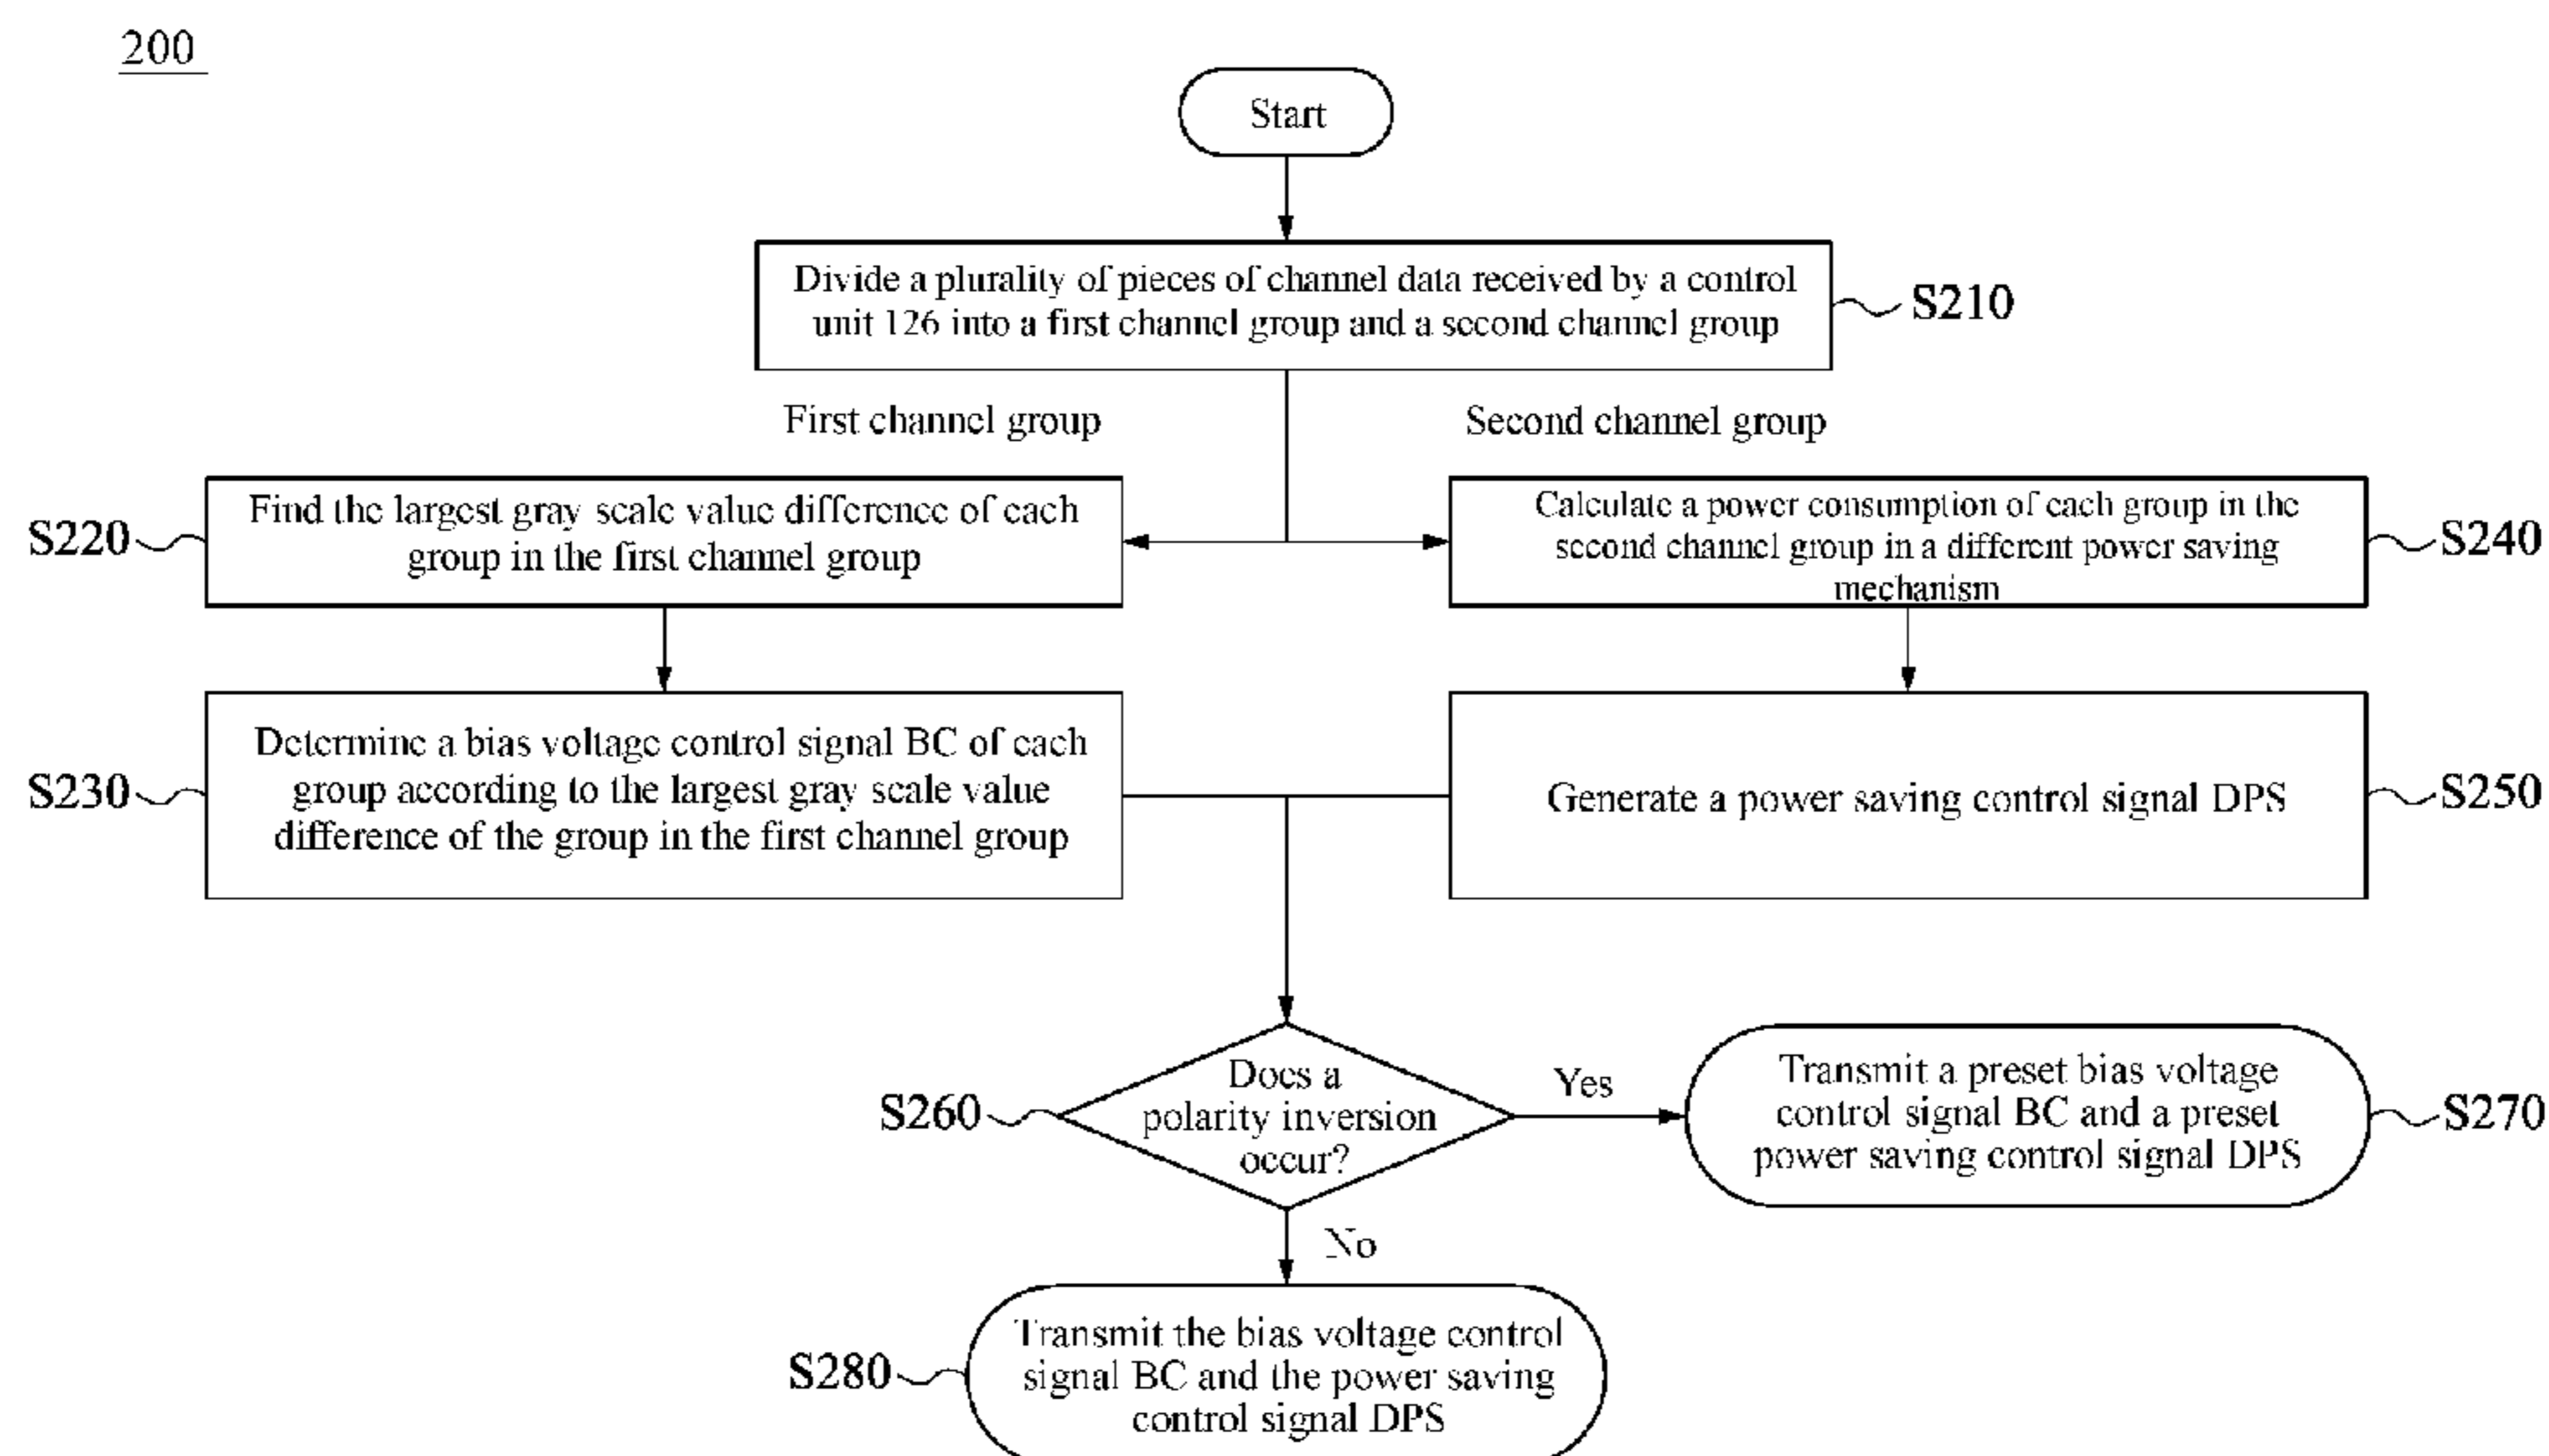 200
Start
Divide a plurality of pieces of channel data received by a control
unit 126 into a first channel group and a second channel group
S210
First channel group
Second channel group
S220
Find the largest gray scale value difference of each
group in the first channel group
Calculate a power consumption of each group in the
second channel group in a different power saving
mechanism
S240
S230
Determine a bias voltage control signal BC of each
group according to the largest gray scale value
difference of the group in the first channel group
Generate a power saving control signal DPS
S250
S260
Does a
polarity inversion
occur?
Yes
Transmit a preset bias voltage
control signal BC and a preset
power saving control signal DPS
S270
No
S280
Transmit the bias voltage control
signal BC and the power saving
control signal DPS